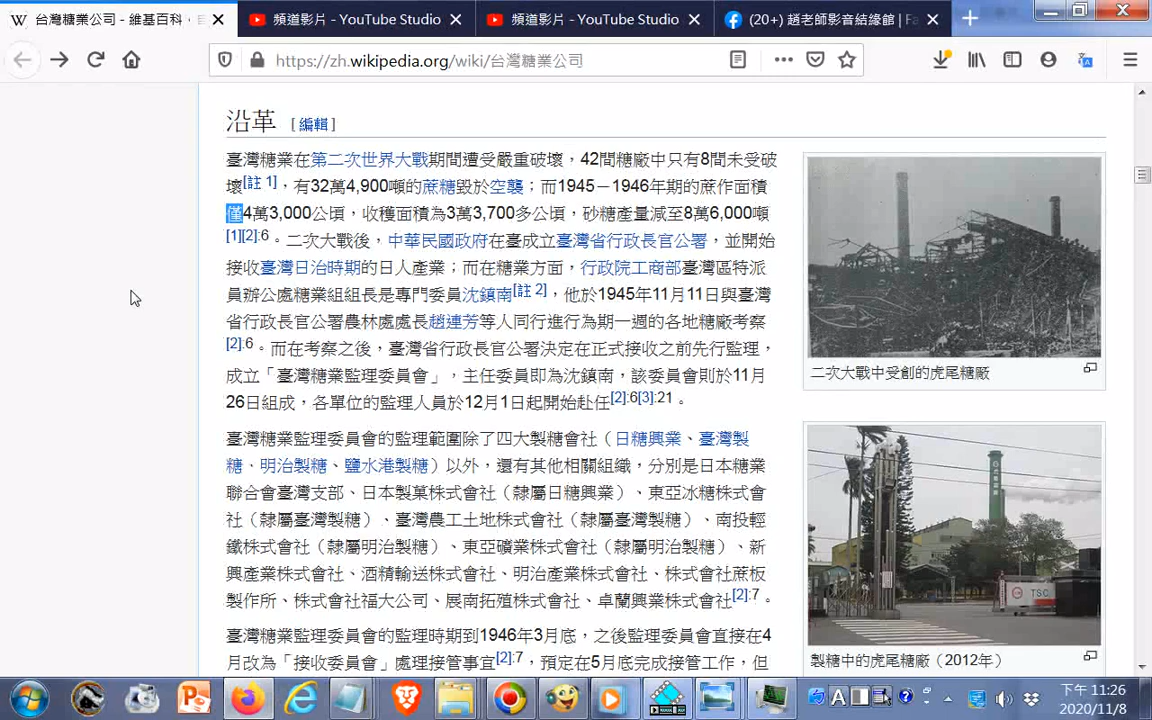 台灣糖業公司 - 維基百科，自
頻道影片 - YouTube Studio
頻道影片 - YouTube Studio
(20+) 趙老師影音結緣館 | Fa
https://zh.wikipedia.org/wiki/台灣糖業公司
沿革 [編輯]
臺灣糖業在第二次世界大戰期間遭受嚴重破壞，42間糖廠中只有8間未受破
壞[註 1]，有32萬4,900噸的蔗糖毀於空襲；而1945－1946年期的蔗作面積
僅4萬3,000公頃，收穫面積為3萬3,700多公頃，砂糖產量減至8萬6,000噸
[1][2]:6。二次大戰後，中華民國政府在臺成立臺灣省行政長官公署，並開始
接收臺灣日治時期的日人產業；而在糖業方面，行政院工商部臺灣區特派
員辦公處糖業組組長是專門委員沈鎮南[註 2]，他於1945年11月11日與臺灣
省行政長官公署農林處處長趙連芳等人同行進行為期一週的各地糖廠考察
[2]:6。而在考察之後，臺灣省行政長官公署決定在正式接收之前先行監理，
成立「臺灣糖業監理委員會」，主任委員即為沈鎮南，該委員會則於11月
26日組成，各單位的監理人員於12月1日起開始赴任[2]:6[3]:21。
臺灣糖業監理委員會的監理範圍除了四大製糖會社（日糖興業、臺灣製
糖、明治製糖、鹽水港製糖）以外，還有其他相關組織，分別是日本糖業
聯合會臺灣支部、日本製菓株式會社（隸屬日糖興業）、東亞冰糖株式會
社（隸屬臺灣製糖）、臺灣農工土地株式會社（隸屬臺灣製糖）、南投輕
鐵株式會社（隸屬明治製糖）、東亞礦業株式會社（隸屬明治製糖）、新
興產業株式會社、酒精輸送株式會社、明治產業株式會社、株式會社蔗板
製作所、株式會社福大公司、展南拓殖株式會社、卓蘭興業株式會社[2]:7。
臺灣糖業監理委員會的監理時期到1946年3月底，之後監理委員會直接在4
月改為「接收委員會」處理接管事宜[2]:7，預定在5月底完成接管工作，但
二次大戰中受創的虎尾糖廠
TSC
製糖中的虎尾糖廠（2012年）
下午 11:26
2020/11/8